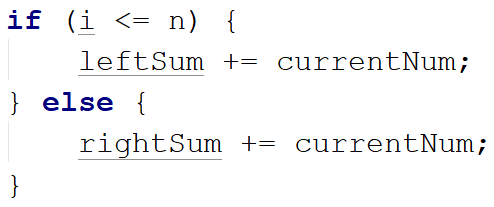 if (i <= n) {
    leftSum += currentNum;
} else {
    rightSum += currentNum;
}